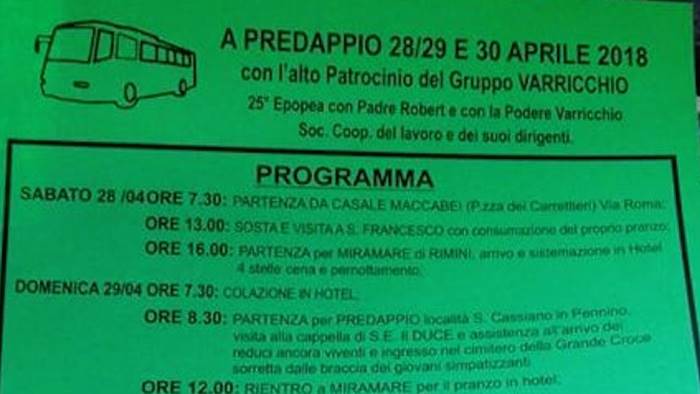 A PREDAPPIO 28/29 E 30 APRILE 2018
con l'alto Patrocinio del Gruppo VARRICCHIO
25° Epopea con Padre Robert e con la Podere Varricchio
Soc. Coop. del lavoro e dei suoi dirigenti.
PROGRAMMA
SABATO 28 /04 ORE 7.30: PARTENZA DA CASALE MACCABEI (P.zza dei Carrettieri) Via Roma;
ORE 13.00: SOSTA E VISITA A S. FRANCESCO con consumazione del proprio pranzo;
ORE 16.00: PARTENZA per MIRAMARE di RIMINI, arrivo e sistemazione in Hotel
4 stelle cena e pernottamento;
DOMENICA 29/04 ORE 7.30: COLAZIONE IN HOTEL;
ORE 8.30: PARTENZA per PREDAPPIO località S. Cassiano in Pennino,
visita alla cappella di S.E. il DUCE e assistenza all'arrivo dei
reduci ancora viventi e ingresso nel cimitero della Grande Croce
sorretta dalle braccia dei giovani simpatizzanti
ORE 12.00: RIENTRO a MIRAMARE per il pranzo in hotel;